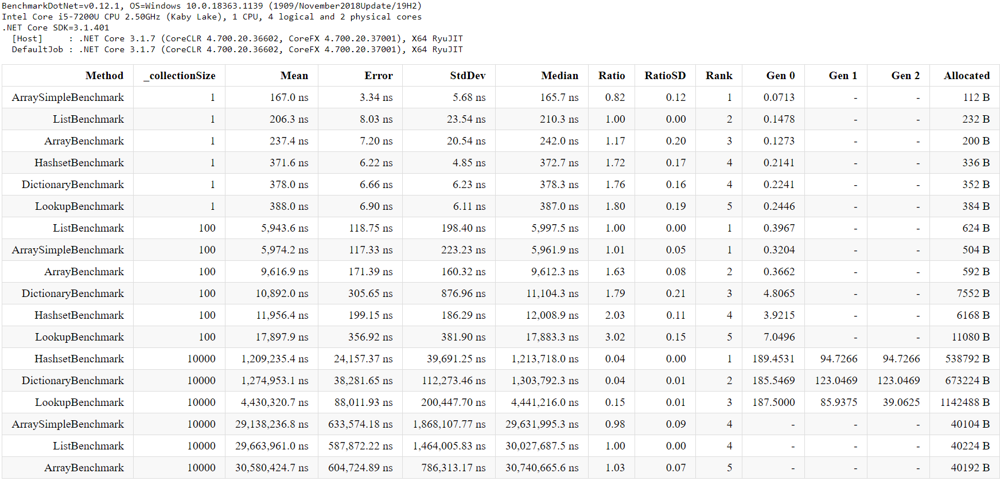 BenchmarkDotNet=v0.12.1, OS=Windows 10.0.18363.1139 (1909/November2018Update/19H2)
Intel Core i5-7200U CPU 2.50GHz (Kaby Lake), 1 CPU, 4 logical and 2 physical cores
.NET Core SDK=3.1.401
[Host]     : .NET Core 3.1.7 (CoreCLR 4.700.20.36602, CoreFX 4.700.20.37001), X64 RyuJIT
DefaultJob : .NET Core 3.1.7 (CoreCLR 4.700.20.36602, CoreFX 4.700.20.37001), X64 RyuJIT
Method _collectionSize Mean Error StdDev Median Ratio RatioSD Rank Gen 0 Gen 1 Gen 2 Allocated
ArraySimpleBenchmark 1 167.0 ns 3.34 ns 5.68 ns 165.7 ns 0.82 0.12 1 0.0713 - - 112 B
ListBenchmark 1 206.3 ns 8.03 ns 23.54 ns 210.3 ns 1.00 0.00 2 0.1478 - - 232 B
ArrayBenchmark 1 237.4 ns 7.20 ns 20.54 ns 242.0 ns 1.17 0.20 3 0.1273 - - 200 B
HashsetBenchmark 1 371.6 ns 6.22 ns 4.85 ns 372.7 ns 1.72 0.17 4 0.2141 - - 336 B
DictionaryBenchmark 1 378.0 ns 6.66 ns 6.23 ns 378.3 ns 1.76 0.16 4 0.2241 - - 352 B
LookupBenchmark 1 388.0 ns 6.90 ns 6.11 ns 387.0 ns 1.80 0.19 5 0.2446 - - 384 B
ListBenchmark 100 5,943.6 ns 118.75 ns 198.40 ns 5,997.5 ns 1.00 0.00 1 0.3967 - - 624 B
ArraySimpleBenchmark 100 5,974.2 ns 117.33 ns 223.23 ns 5,961.9 ns 1.01 0.05 1 0.3204 - - 504 B
ArrayBenchmark 100 9,616.9 ns 171.39 ns 160.32 ns 9,612.3 ns 1.63 0.08 2 0.3662 - - 592 B
DictionaryBenchmark 100 10,892.0 ns 305.65 ns 876.96 ns 11,104.3 ns 1.79 0.21 3 4.8065 - - 7552 B
HashsetBenchmark 100 11,956.4 ns 199.15 ns 186.29 ns 12,008.9 ns 2.03 0.11 4 3.9215 - - 6168 B
LookupBenchmark 100 17,897.9 ns 356.92 ns 381.90 ns 17,883.3 ns 3.02 0.15 5 7.0496 - - 11080 B
HashsetBenchmark 10000 1,209,235.4 ns 24,157.37 ns 39,691.25 ns 1,213,718.0 ns 0.04 0.00 1 189.4531 94.7266 94.7266 538792 B
DictionaryBenchmark 10000 1,274,953.1 ns 38,281.65 ns 112,273.46 ns 1,303,792.3 ns 0.04 0.01 2 185.5469 123.0469 123.0469 673224 B
LookupBenchmark 10000 4,430,320.7 ns 88,011.93 ns 200,447.70 ns 4,441,216.0 ns 0.15 0.01 3 187.5000 85.9375 39.0625 1142488 B
ArraySimpleBenchmark 10000 29,138,236.8 ns 633,574.18 ns 1,868,107.77 ns 29,631,995.3 ns 0.98 0.09 4 - - - 40104 B
ListBenchmark 10000 29,663,961.0 ns 587,872.22 ns 1,464,005.83 ns 30,027,687.5 ns 1.00 0.00 4 - - - 40224 B
ArrayBenchmark 10000 30,580,424.7 ns 604,724.89 ns 786,313.17 ns 30,740,665.6 ns 1.03 0.07 5 - - - 40192 B